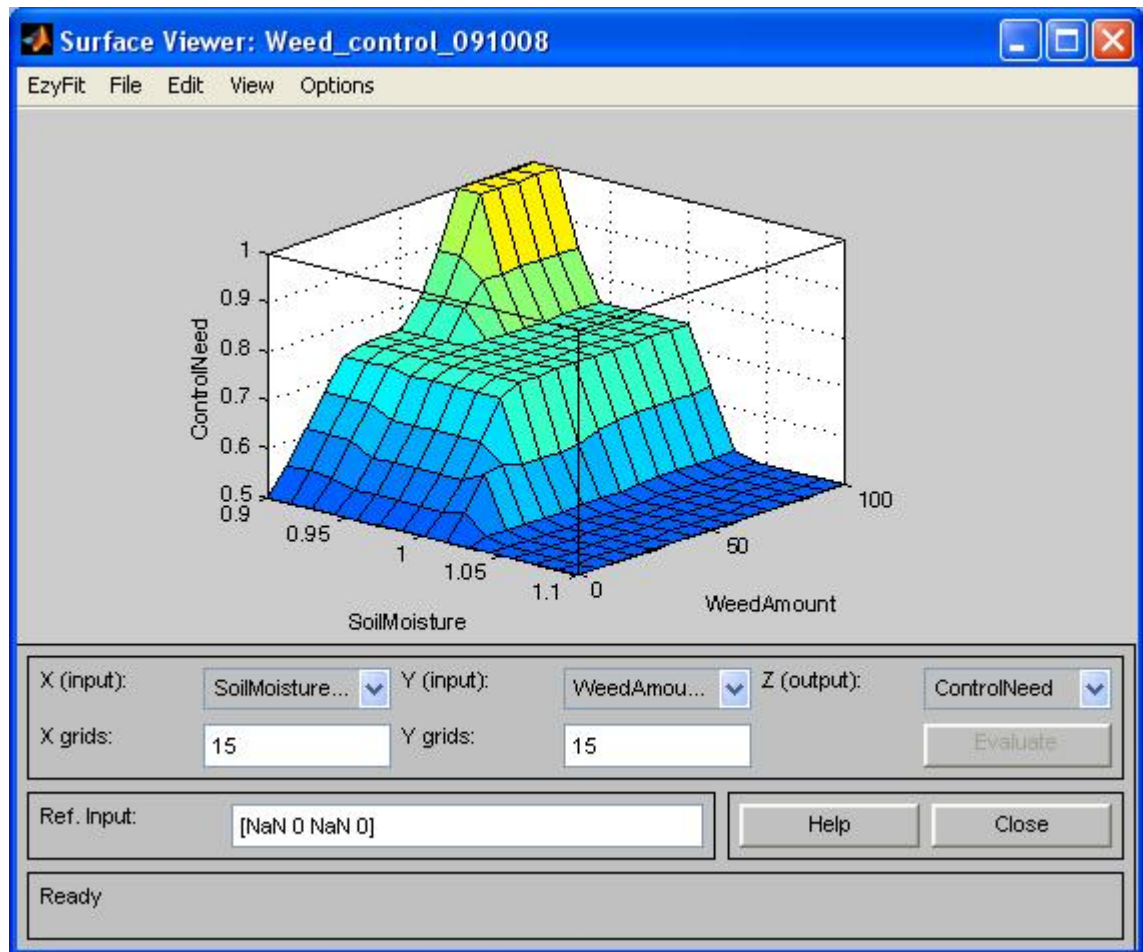 Surface Viewer: Weed_control_091008
EzyFit File Edit View Options
1
0.9
0.8
0.7
0.6
0.5
ControlNeed
0.9
0.95
1
1.05
1.1
SoilMoisture
0
50
100
WeedAmount
X (input): SoilMoisture... Y (input): WeedAmou... Z (output): ControlNeed
X grids: 15 Y grids: 15 Evaluate
Ref. Input: [NaN 0 NaN 0] Help Close
Ready